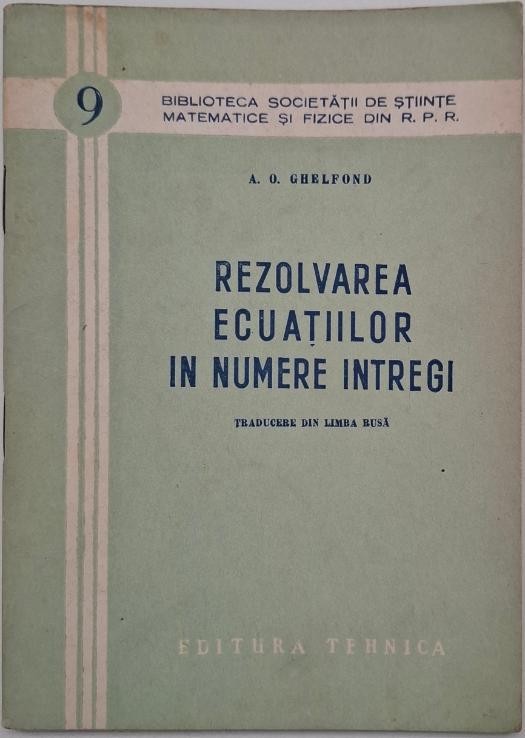 9
BIBLIOTECA SOCIETĂȚII DE ȘTIINȚE
MATEMATICE ȘI FIZICE DIN R. P. R.
A. O. GHELFOND
REZOLVAREA
ECUAȚIILOR
IN NUMERE INTREGI
TRADUCERE DIN LIMBA RUSĂ
EDITURA TEHNICA